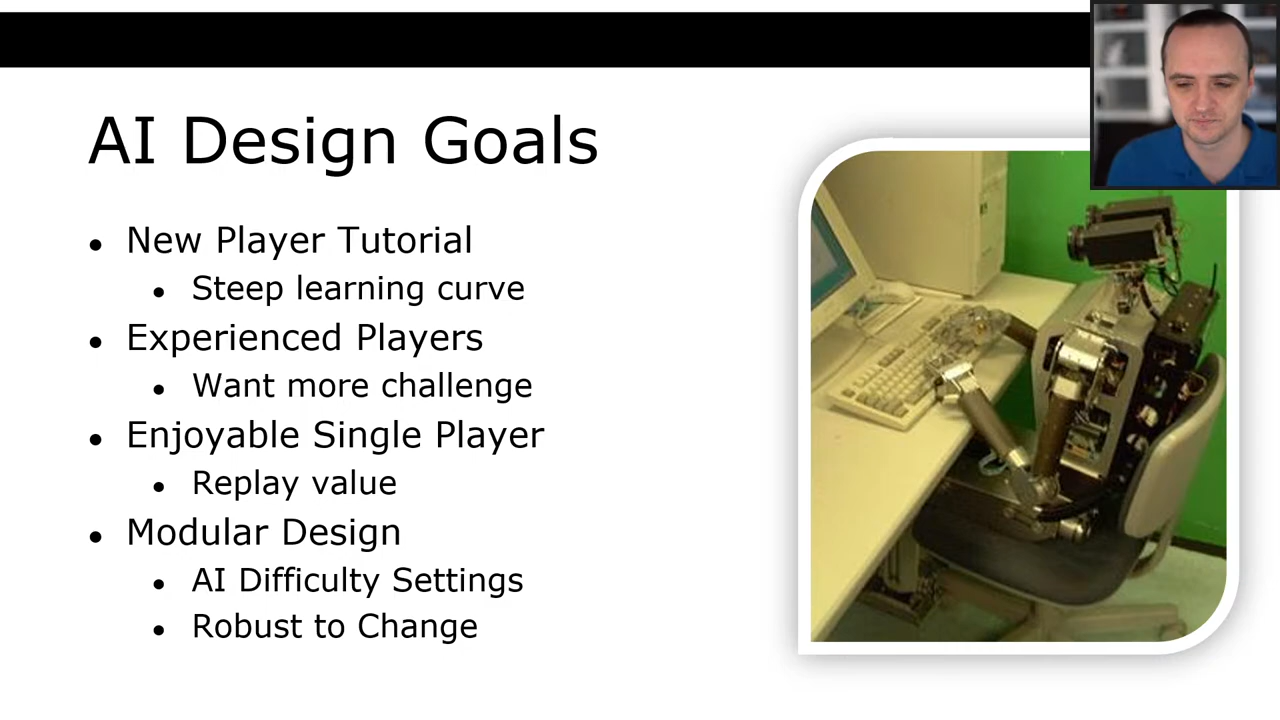 AI Design Goals
• New Player Tutorial
• Steep learning curve
• Experienced Players
• Want more challenge
• Enjoyable Single Player
• Replay value
• Modular Design
• AI Difficulty Settings
• Robust to Change